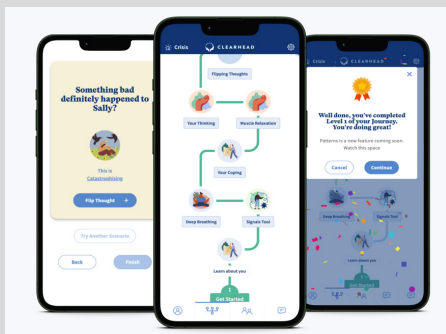 Something bad
definitely happened to
Sally?
This is
Catastrophising
Flip Thought →
Try Another Scenario
Back
Finish
Crisis
CLEARHEAD
Flipping Thoughts
Your Thinking
Muscle Relaxation
Your Coping
Deep Breathing
Signals Tool
Learn about you
1
Get Started
Crisis
CLEARHEAD
Well done, you've completed
Level 1 of your Journey.
You're doing great!
Patterns is a new feature coming soon.
Watch this space
Cancel
Continue
Deep Breathing
Signals Tool
Learn about you
Get Started